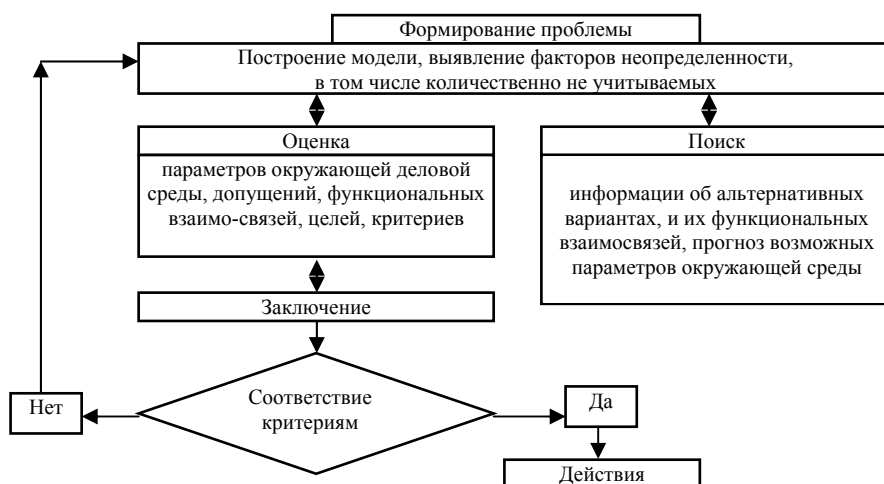 Формирование проблемы
Построение модели, выявление факторов неопределенности,
в том числе количественно не учитываемых
Оценка
параметров окружающей деловой
среды, допущений, функциональных
взаимо-связей, целей, критериев
Поиск
информации об альтернативных
вариантах, и их функциональных
взаимосвязей, прогноз возможных
параметров окружающей среды
Заключение
Соответствие
критериям
Нет
Да
Действия